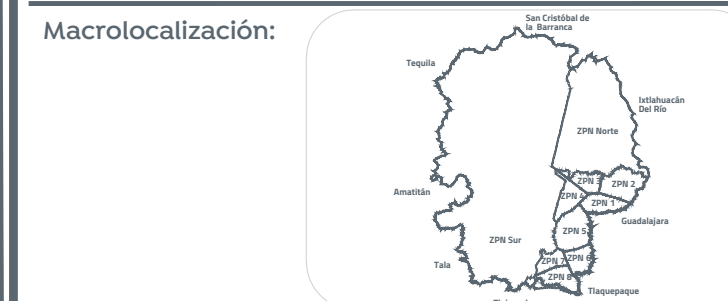 Macrolocalización:
San Cristóbal de
la Barranca
Tequila
Ixtlahuacán
Del Río
ZPN Norte
ZPN 3
ZPN 2
Amatitán
ZPN 4
ZPN 1
Guadalajara
ZPN 5
ZPN Sur
ZPN 7
ZPN 6
Tala
ZPN 8
Tlaquepaque